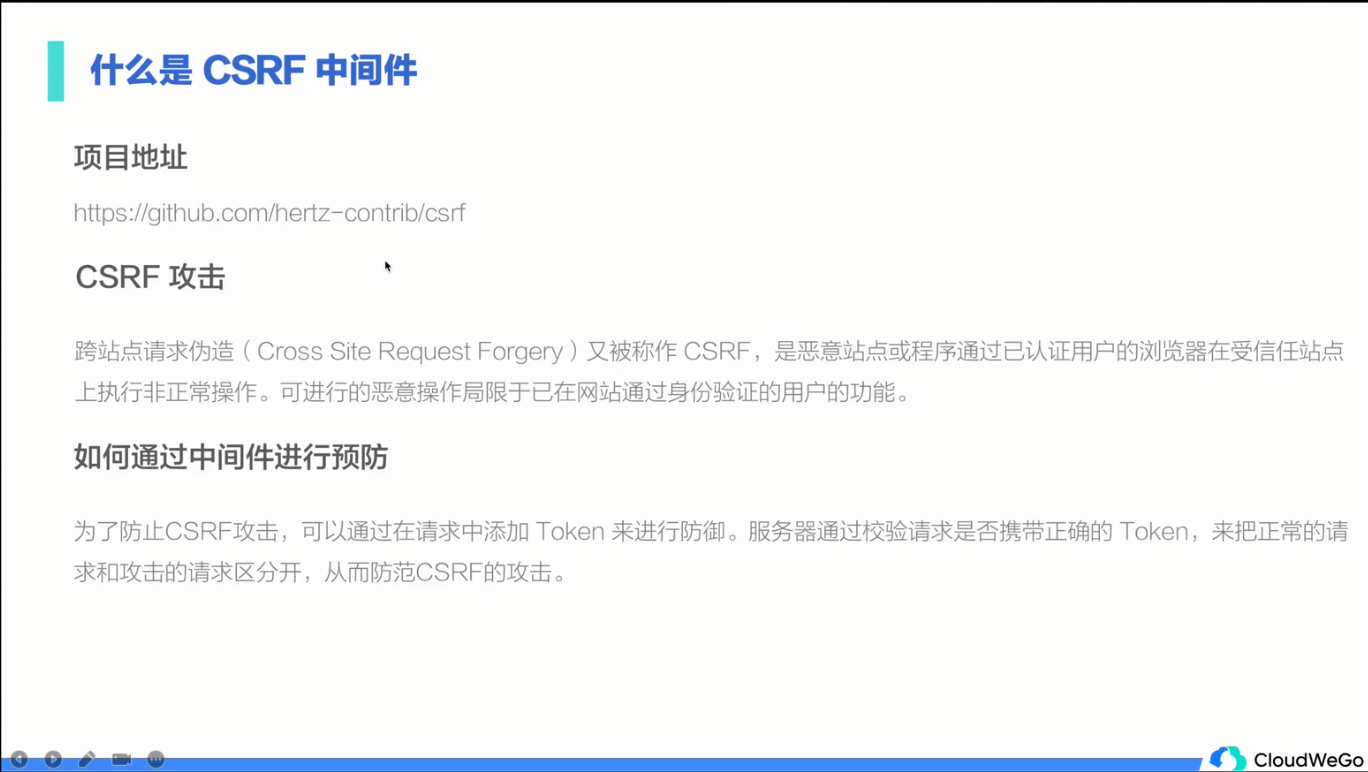 什么是 CSRF 中间件
项目地址
https://github.com/hertz-contrib/csrf
CSRF 攻击
跨站点请求伪造（Cross Site Request Forgery）又被称作 CSRF，是恶意站点或程序通过已认证用户的浏览器在受信任站点
上执行非正常操作。可进行的恶意操作局限于已在网站通过身份验证的用户的功能。
如何通过中间件进行预防
为了防止CSRF攻击，可以通过在请求中添加 Token 来进行防御。服务器通过校验请求是否携带正确的 Token，来把正常的请
求和攻击的请求区分开，从而防范CSRF的攻击。
CloudWeGo